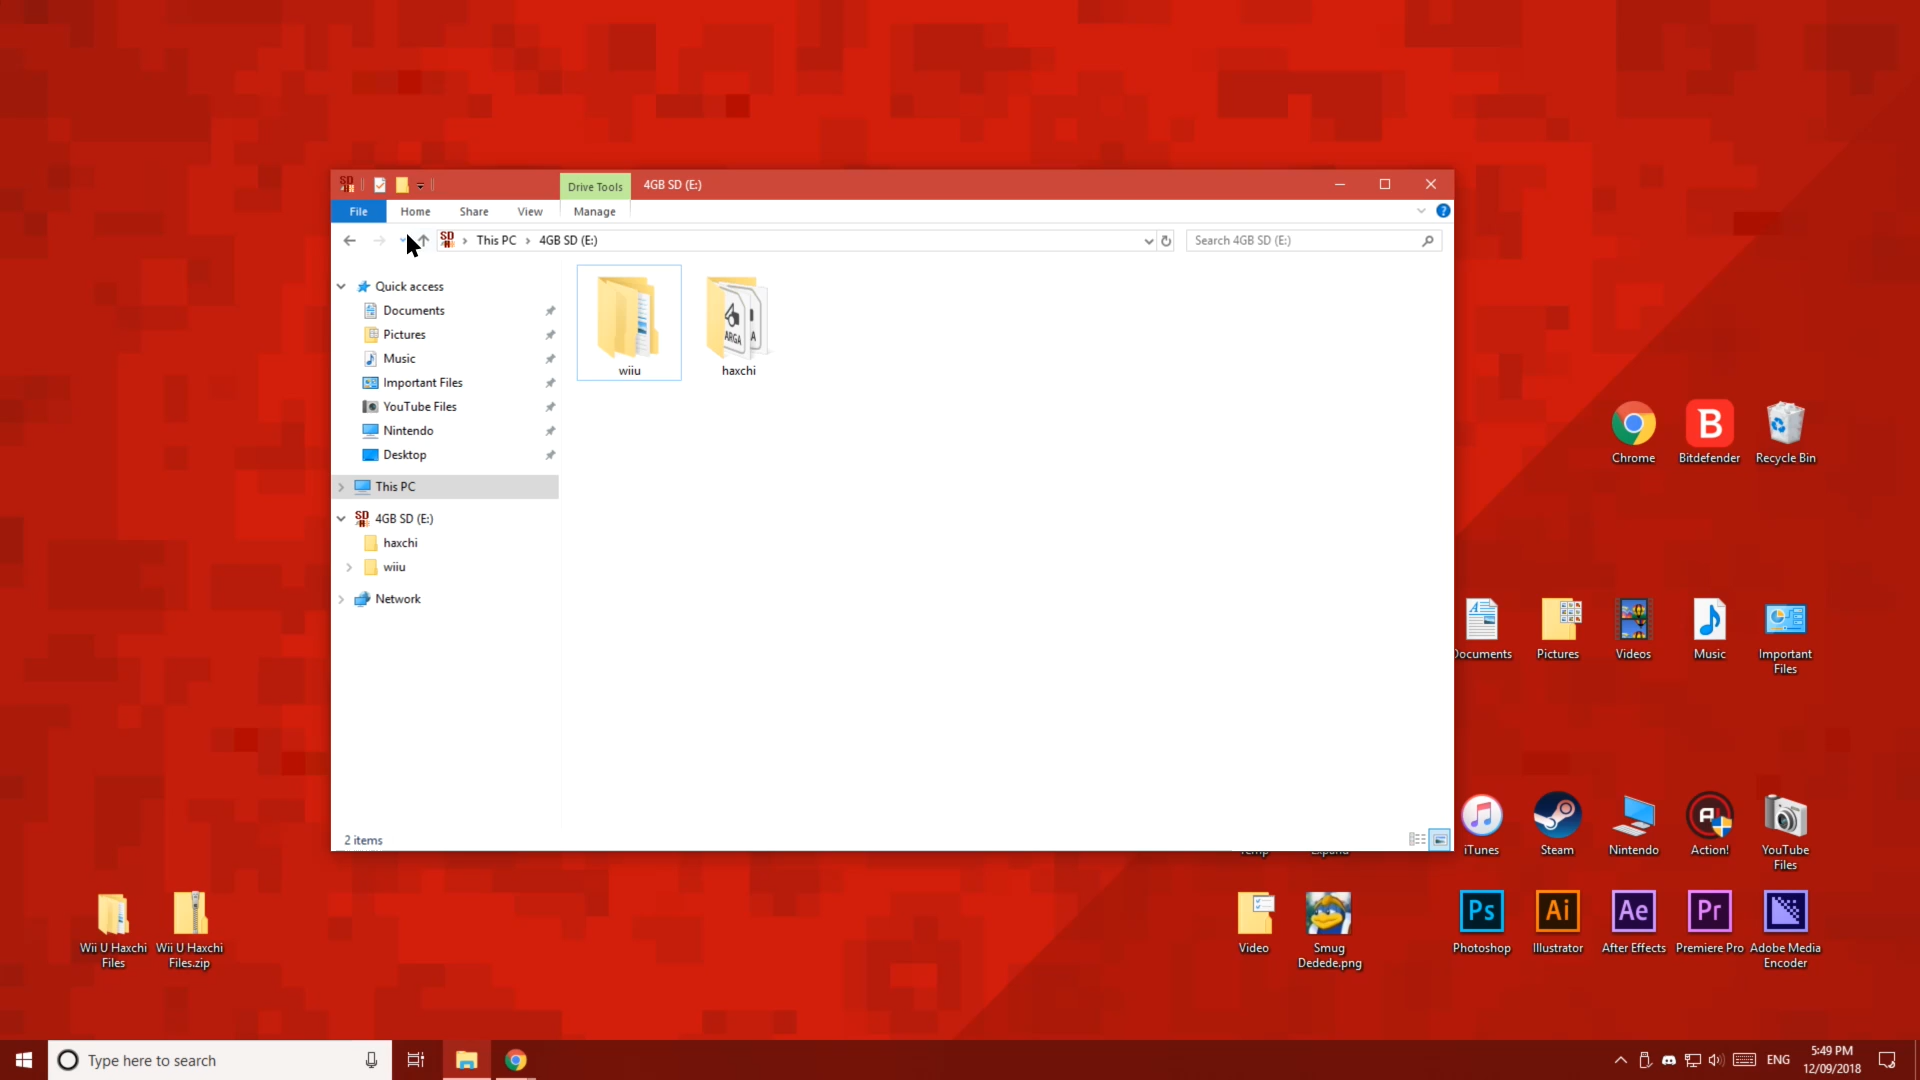 Drive Tools
4GB SD (E:)
File
Home
Share
View
Manage
This PC
4GB SD (E:)
Search 4GB SD (E:)
Quick access
Documents
Pictures
Music
Important Files
YouTube Files
Nintendo
Desktop
This PC
4GB SD (E:)
haxchi
wiiu
Network
wiiu
haxchi
2 items
Chrome
Bitdefender
Recycle Bin
Documents
Pictures
Videos
Music
Important
Files
iTunes
Steam
Nintendo
Action!
YouTube
Files
Wii U Haxchi
Files
Wii U Haxchi
Files.zip
Video
Smug
Dedede.png
Ps
Photoshop
Ai
Illustrator
Ae
After Effects
Pr
Premiere Pro
Adobe Media
Encoder
Type here to search
ENG
5:49 PM
12/09/2018